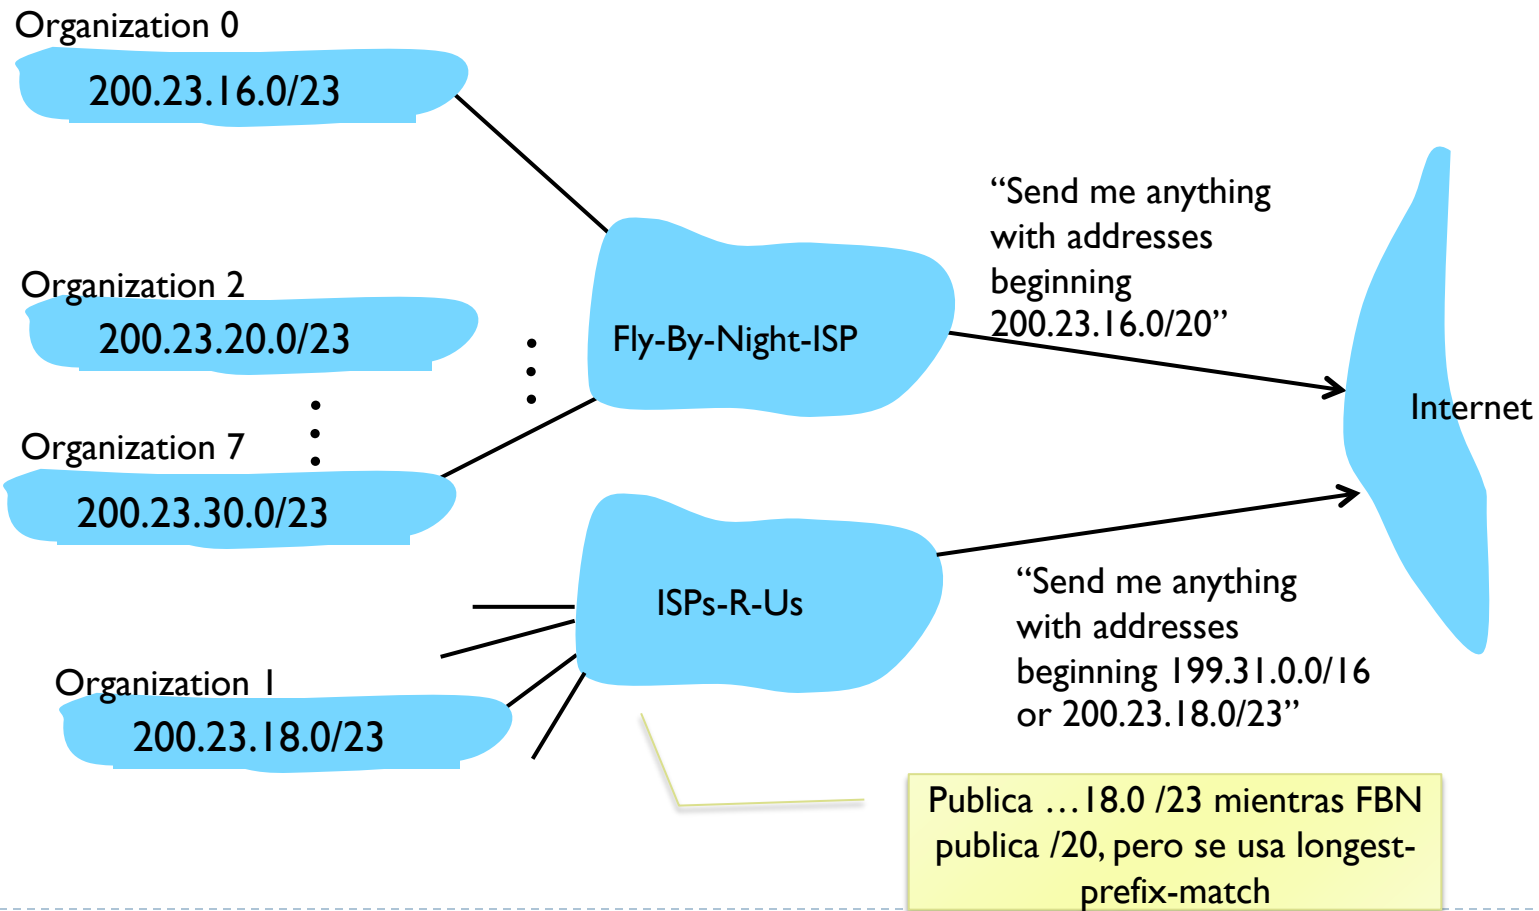 Organization 0
200.23.16.0/23
Organization 2
200.23.20.0/23
Organization 7
200.23.30.0/23
Fly-By-Night-ISP
“Send me anything
with addresses
beginning
200.23.16.0/20”
Internet
ISPs-R-Us
“Send me anything
with addresses
beginning 199.31.0.0/16
or 200.23.18.0/23”
Organization 1
200.23.18.0/23
Publica …18.0 /23 mientras FBN
publica /20, pero se usa longest-
prefix-match